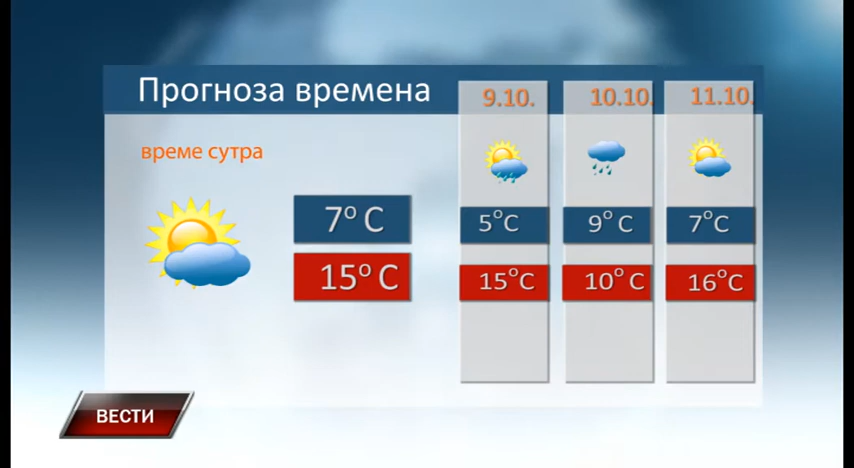 Прогноза времена
време сутра
7° C
15° C
9.10.
5°C
15°C
10.10.
9° C
10° C
11.10.
7°C
16°C
ВЕСТИ